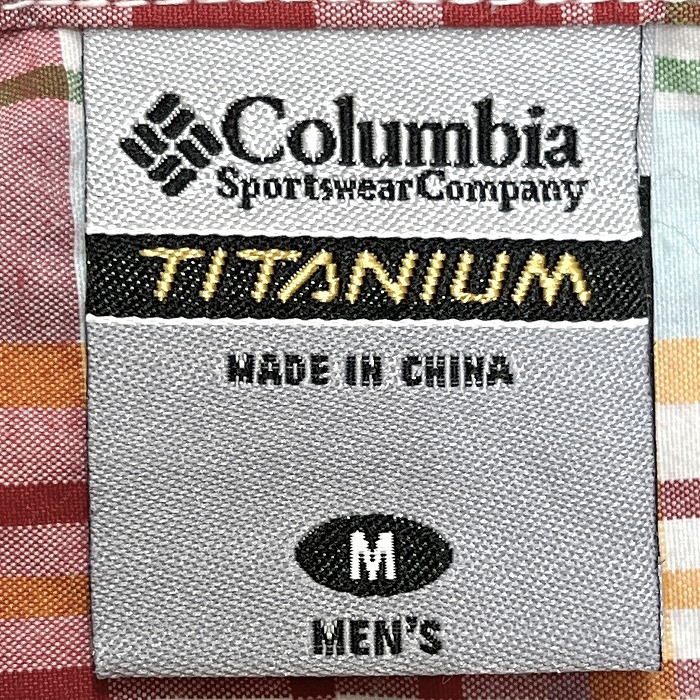 Columbia
Sportswear Company
TITANIUM
MADE IN CHINA
M
MEN'S